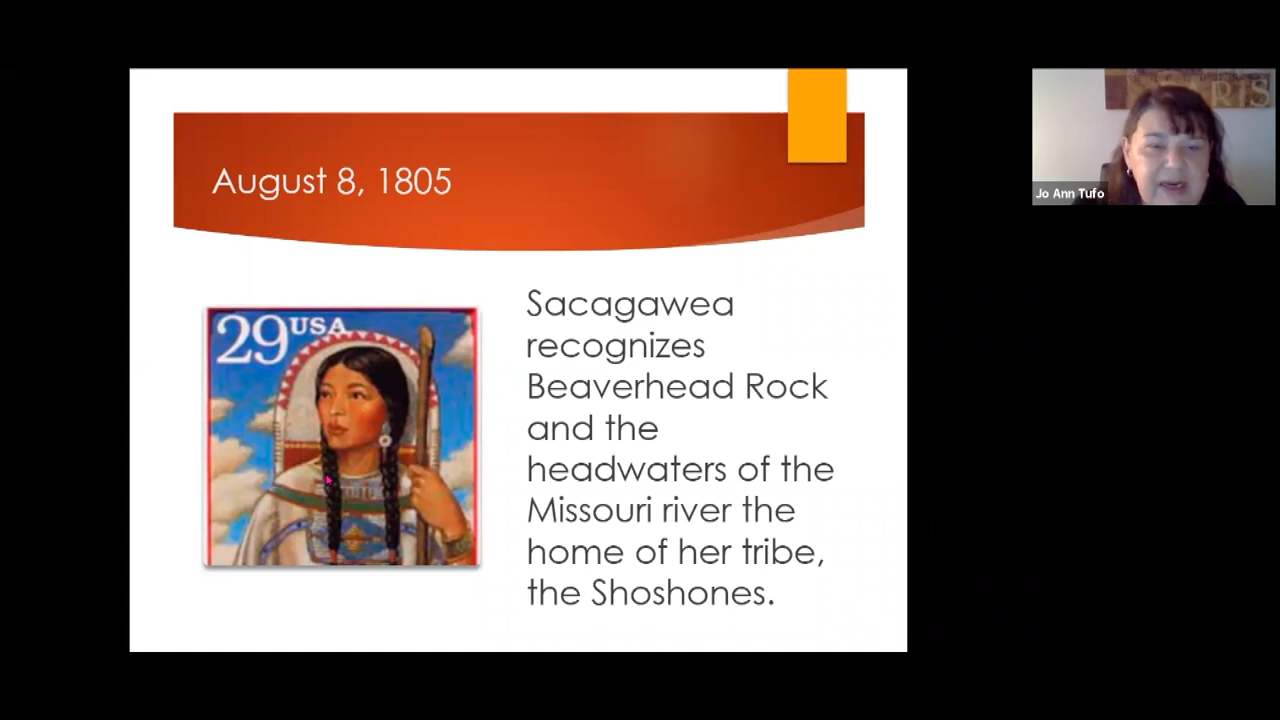 August 8, 1805
29 USA
Sacagawea
recognizes
Beaverhead Rock
and the
headwaters of the
Missouri river the
home of her tribe,
the Shoshones.
RIS
Jo Ann Tufo